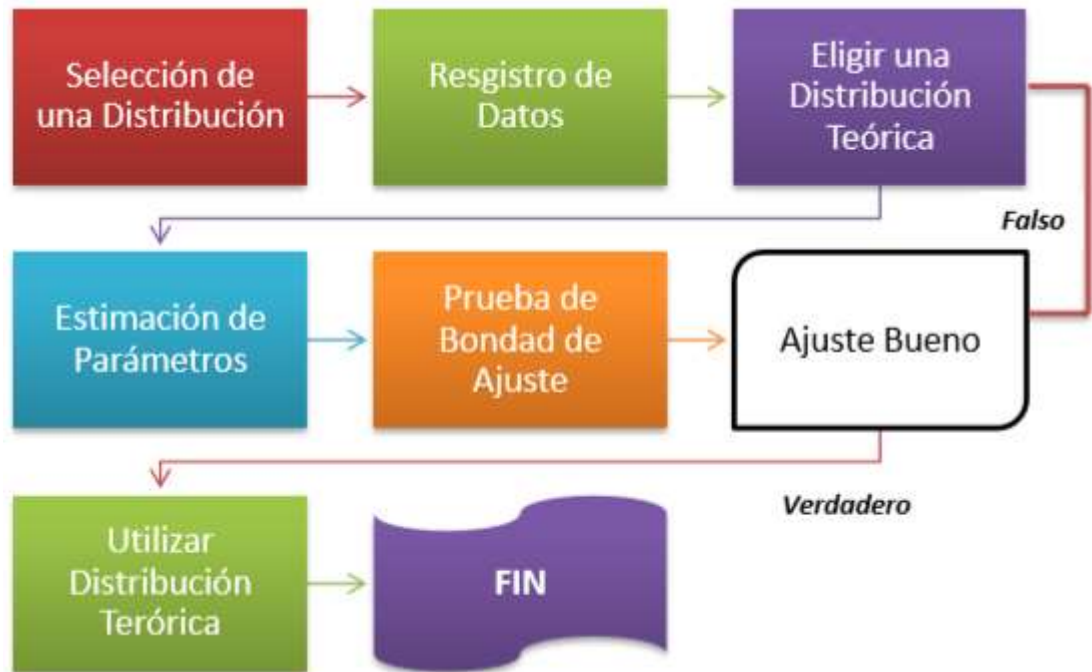 Selección de
una Distribución
Resgistro de
Datos
Eligir una
Distribución
Teórica
Falso
Estimación de
Parámetros
Prueba de
Bondad de
Ajuste
Ajuste Bueno
Verdadero
Utilizar
Distribución
Terórica
FIN